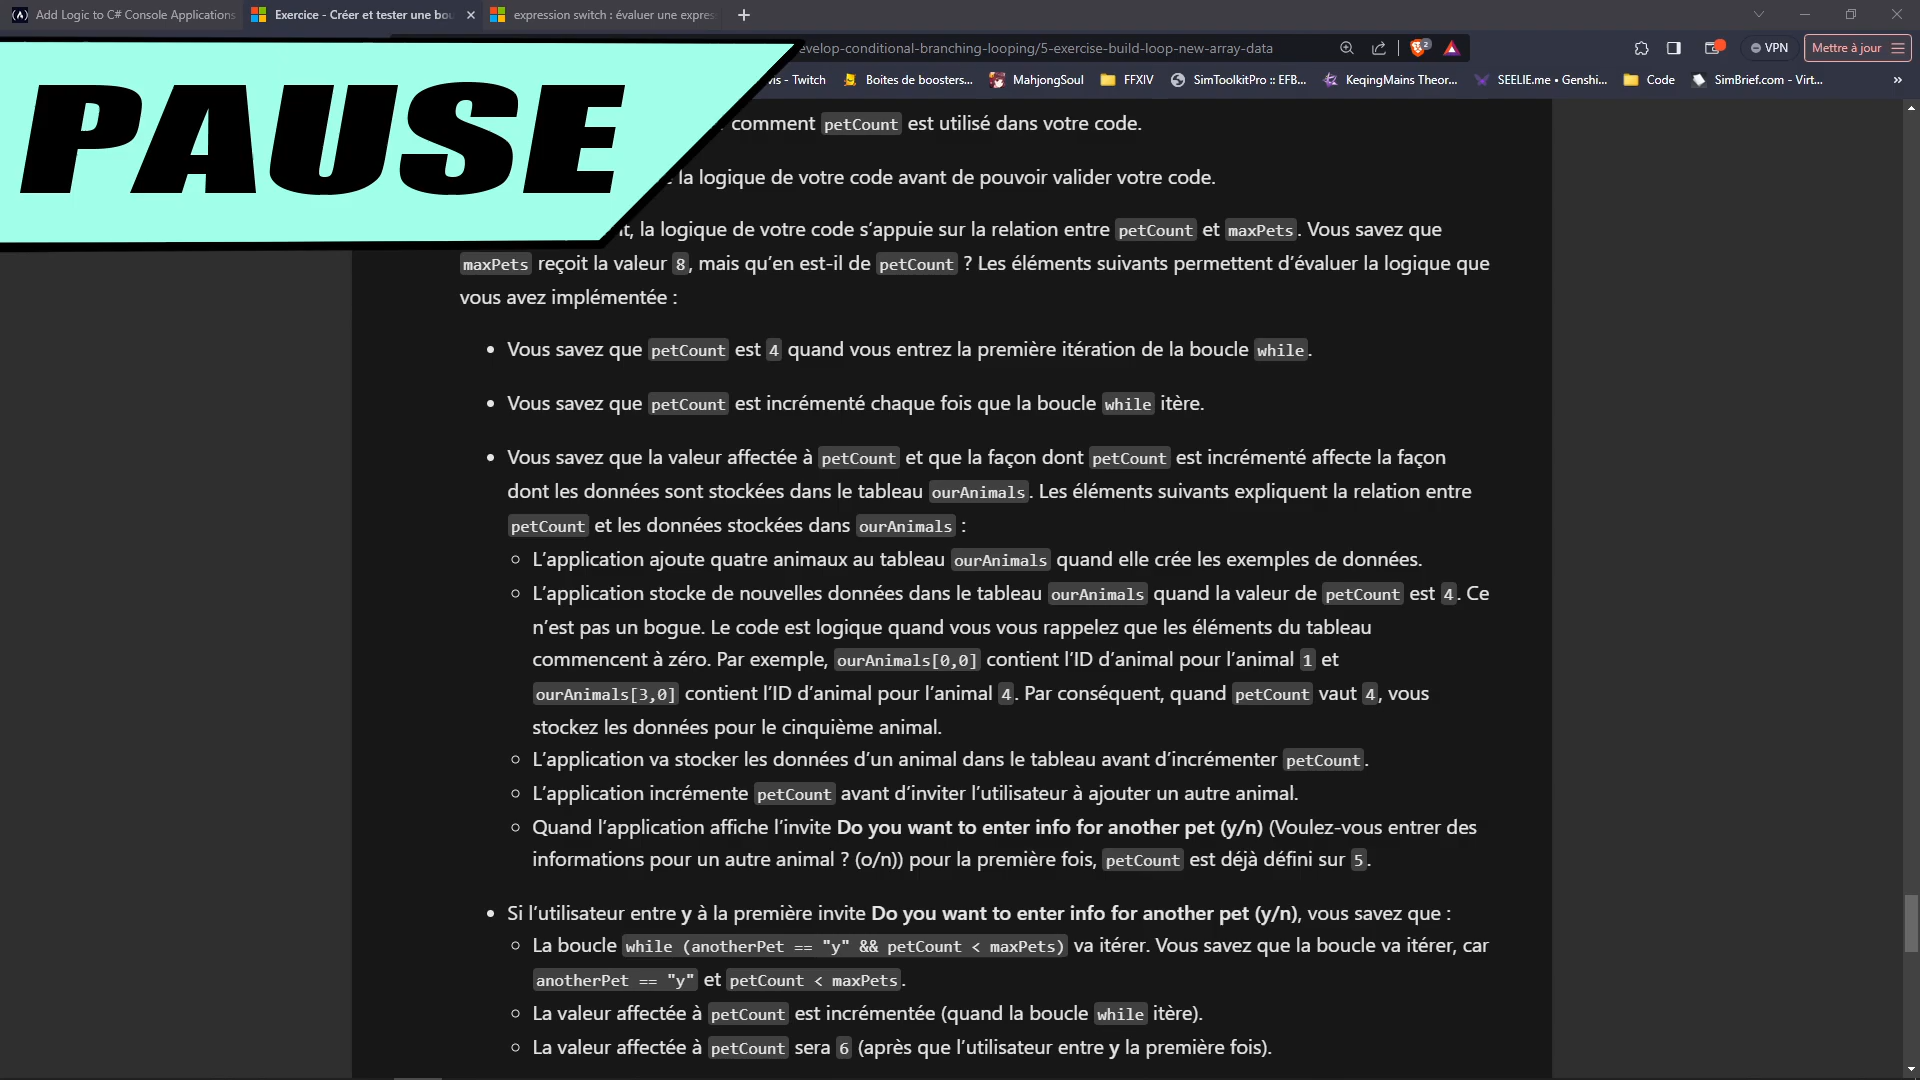 Add Logic to C# Console Applications
Exercice - Créer et tester une bou
expression switch : évaluer une expres
evelop-conditional-branching-looping/5-exercise-build-loop-new-array-data
2
VPN
Mettre à jour
- Twitch
Boites de boosters...
MahjongSoul
FFXIV
SimToolkitPro :: EFB...
KeqingMains Theor...
SEELIE.me • Genshi...
Code
SimBrief.com - Virt...
»
PAUSE
comment petCount est utilisé dans votre code.
la logique de votre code avant de pouvoir valider votre code.
, la logique de votre code s’appuie sur la relation entre petCount et maxPets. Vous savez que
maxPets reçoit la valeur 8, mais qu’en est-il de petCount ? Les éléments suivants permettent d’évaluer la logique que
vous avez implémentée :
• Vous savez que petCount est 4 quand vous entrez la première itération de la boucle while.
• Vous savez que petCount est incrémenté chaque fois que la boucle while itère.
• Vous savez que la valeur affectée à petCount et que la façon dont petCount est incrémenté affecte la façon
dont les données sont stockées dans le tableau ourAnimals. Les éléments suivants expliquent la relation entre
petCount et les données stockées dans ourAnimals :
○ L’application ajoute quatre animaux au tableau ourAnimals quand elle crée les exemples de données.
○ L’application stocke de nouvelles données dans le tableau ourAnimals quand la valeur de petCount est 4. Ce
n’est pas un bogue. Le code est logique quand vous vous rappelez que les éléments du tableau
commencent à zéro. Par exemple, ourAnimals[0,0] contient l’ID d’animal pour l’animal 1 et
ourAnimals[3,0] contient l’ID d’animal pour l’animal 4. Par conséquent, quand petCount vaut 4, vous
stockez les données pour le cinquième animal.
○ L’application va stocker les données d’un animal dans le tableau avant d’incrémenter petCount.
○ L’application incrémente petCount avant d’inviter l’utilisateur à ajouter un autre animal.
○ Quand l’application affiche l’invite Do you want to enter info for another pet (y/n) (Voulez-vous entrer des
informations pour un autre animal ? (o/n)) pour la première fois, petCount est déjà défini sur 5.
• Si l’utilisateur entre y à la première invite Do you want to enter info for another pet (y/n), vous savez que :
○ La boucle while (anotherPet == "y" && petCount < maxPets) va itérer. Vous savez que la boucle va itérer, car
anotherPet == "y" et petCount < maxPets.
○ La valeur affectée à petCount est incrémentée (quand la boucle while itère).
○ La valeur affectée à petCount sera 6 (après que l’utilisateur entre y la première fois).